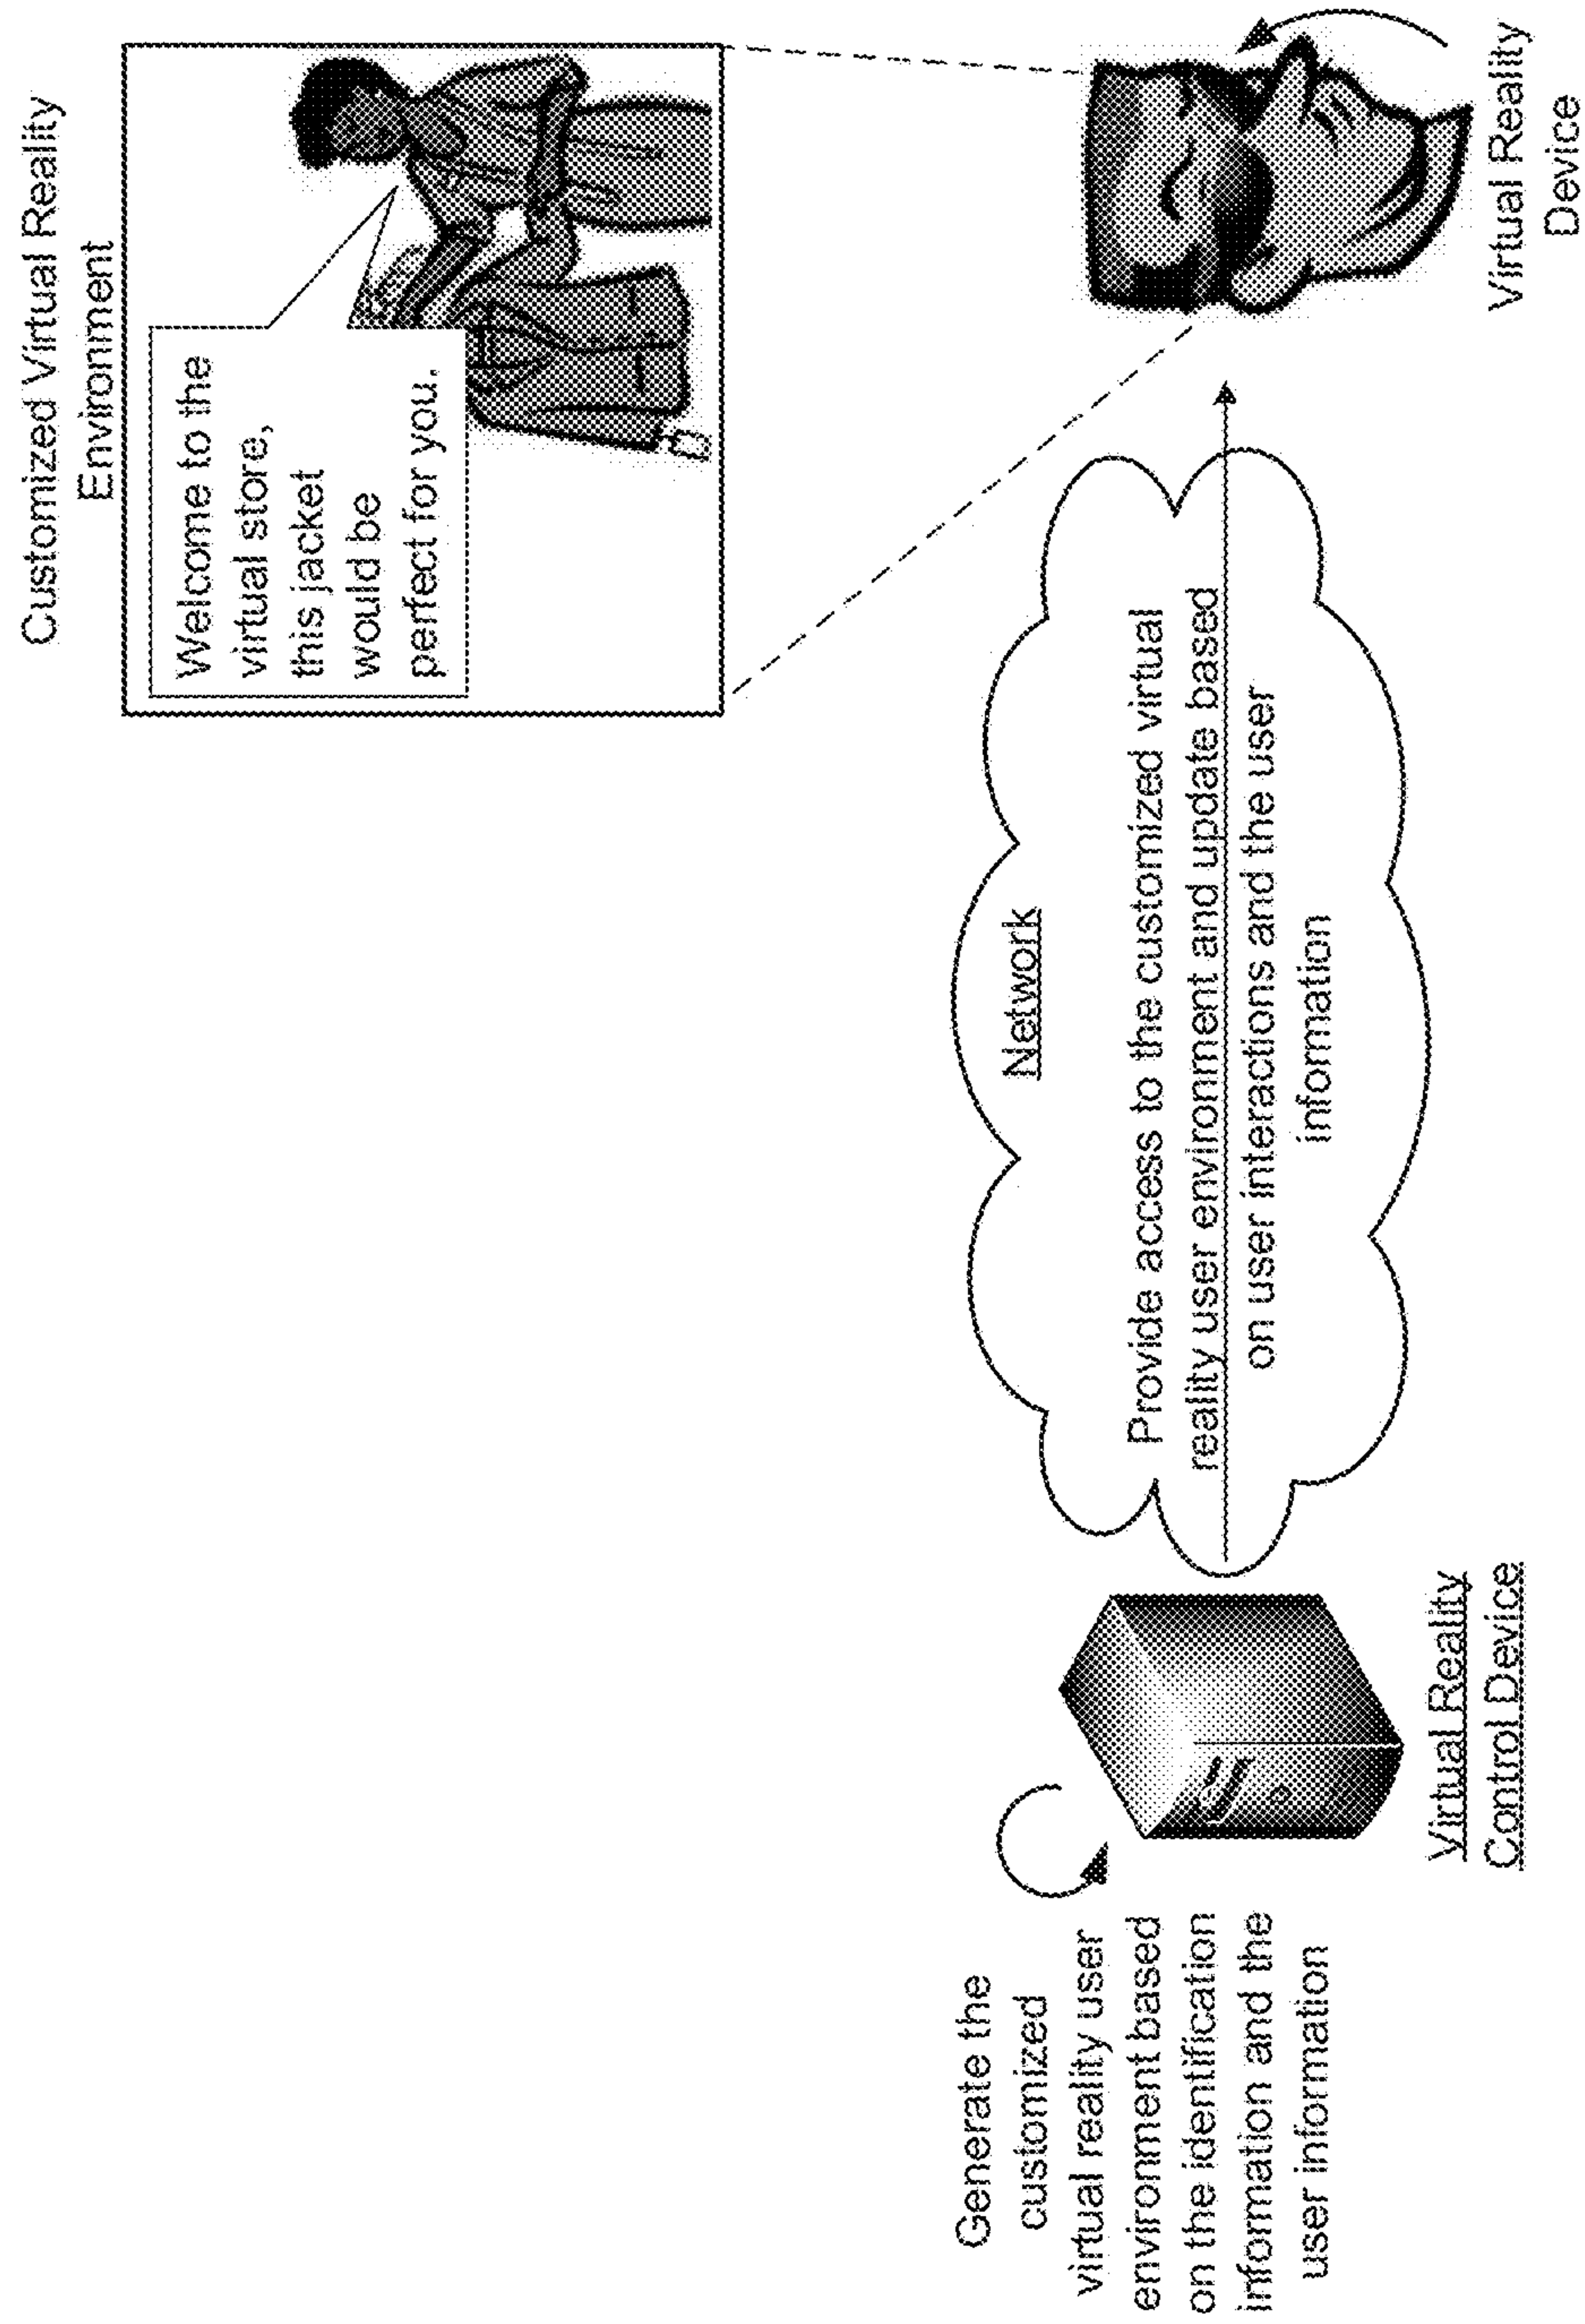 Customized Virtual Reality
Environment
Welcome to the
virtual store,
this jacket
would be
perfect for you.
Generate the
customized
virtual reality user
environment based
on the identification
information and the
user information
Network
Provide access to the customized virtual
reality user environment and update based
on user interactions and the user
information
Virtual Reality
Control Device
Virtual Reality
Device